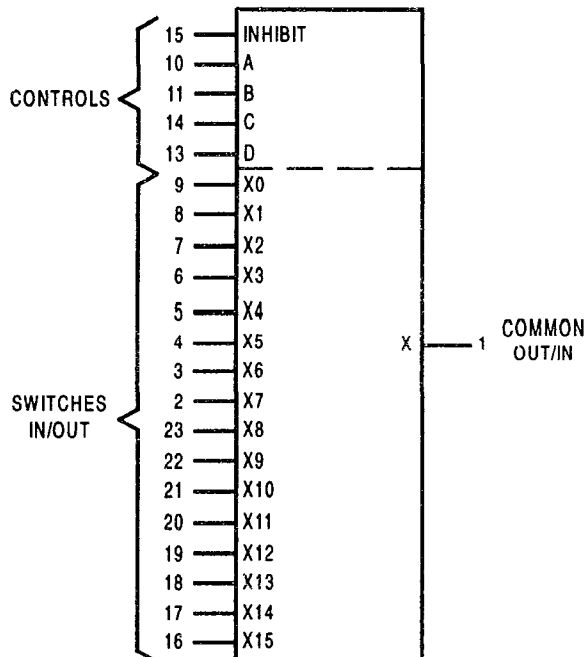 15 INHIBIT
10 A
CONTROLS 11 B
14 C
13 D
9 X0
8 X1
7 X2
6 X3
5 X4
4 X5 X 1 COMMON
OUT/IN
3 X6
SWITCHES 2 X7
IN/OUT 23 X8
22 X9
21 X10
20 X11
19 X12
18 X13
17 X14
16 X15